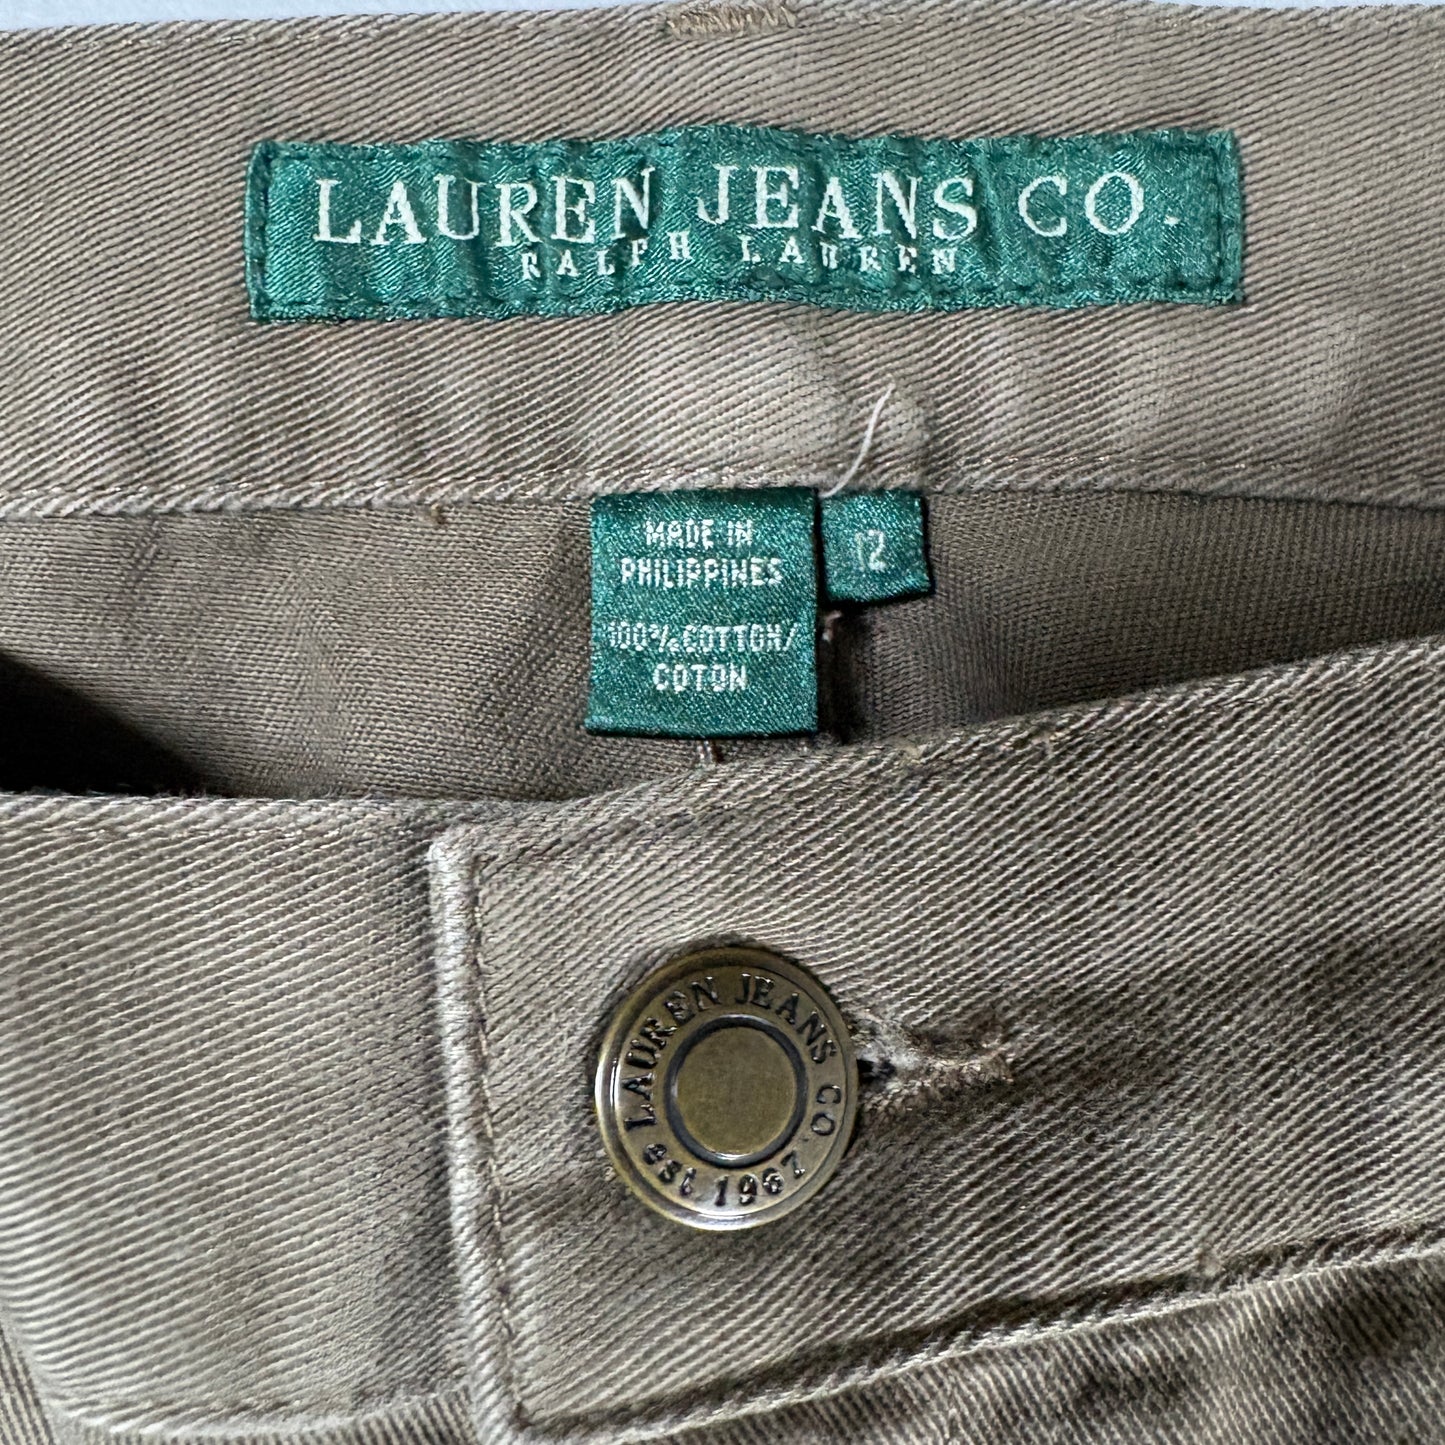 LAUREN JEANS CO.
RALPH LAUREN
MADE IN
PHILIPPINES
100% COTTON/
COTON
12
LAUREN JEANS CO.
est 1967